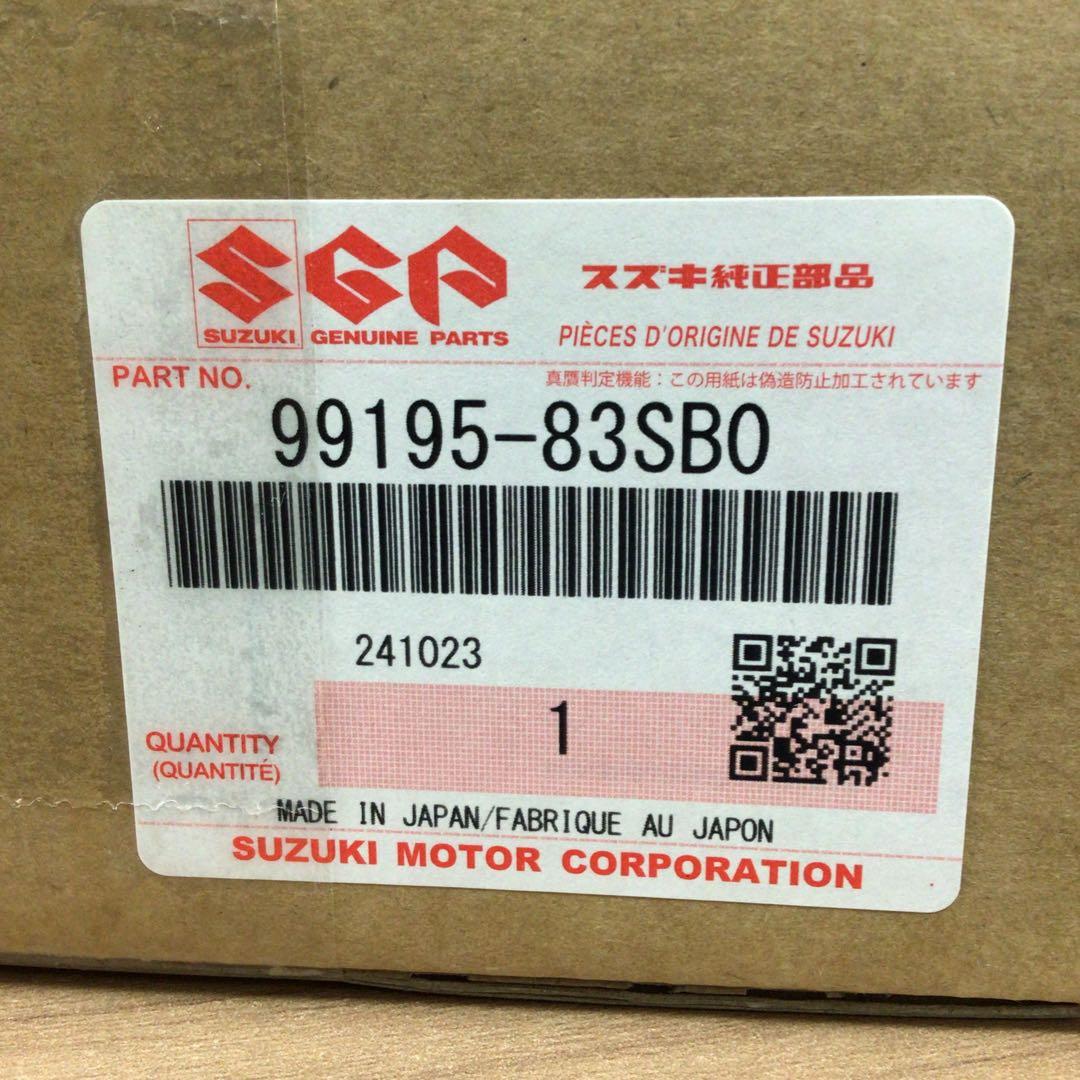 SGP
SUZUKI GENUINE PARTS
スズキ純正部品
PIÈCES D'ORIGINE DE SUZUKI
PART NO.
真贋判定機能：この用紙は偽造防止加工されています
99195-83SB0
241023
1
QUANTITY
(QUANTITÉ)
MADE IN JAPAN/FABRIQUE AU JAPON
SUZUKI MOTOR CORPORATION